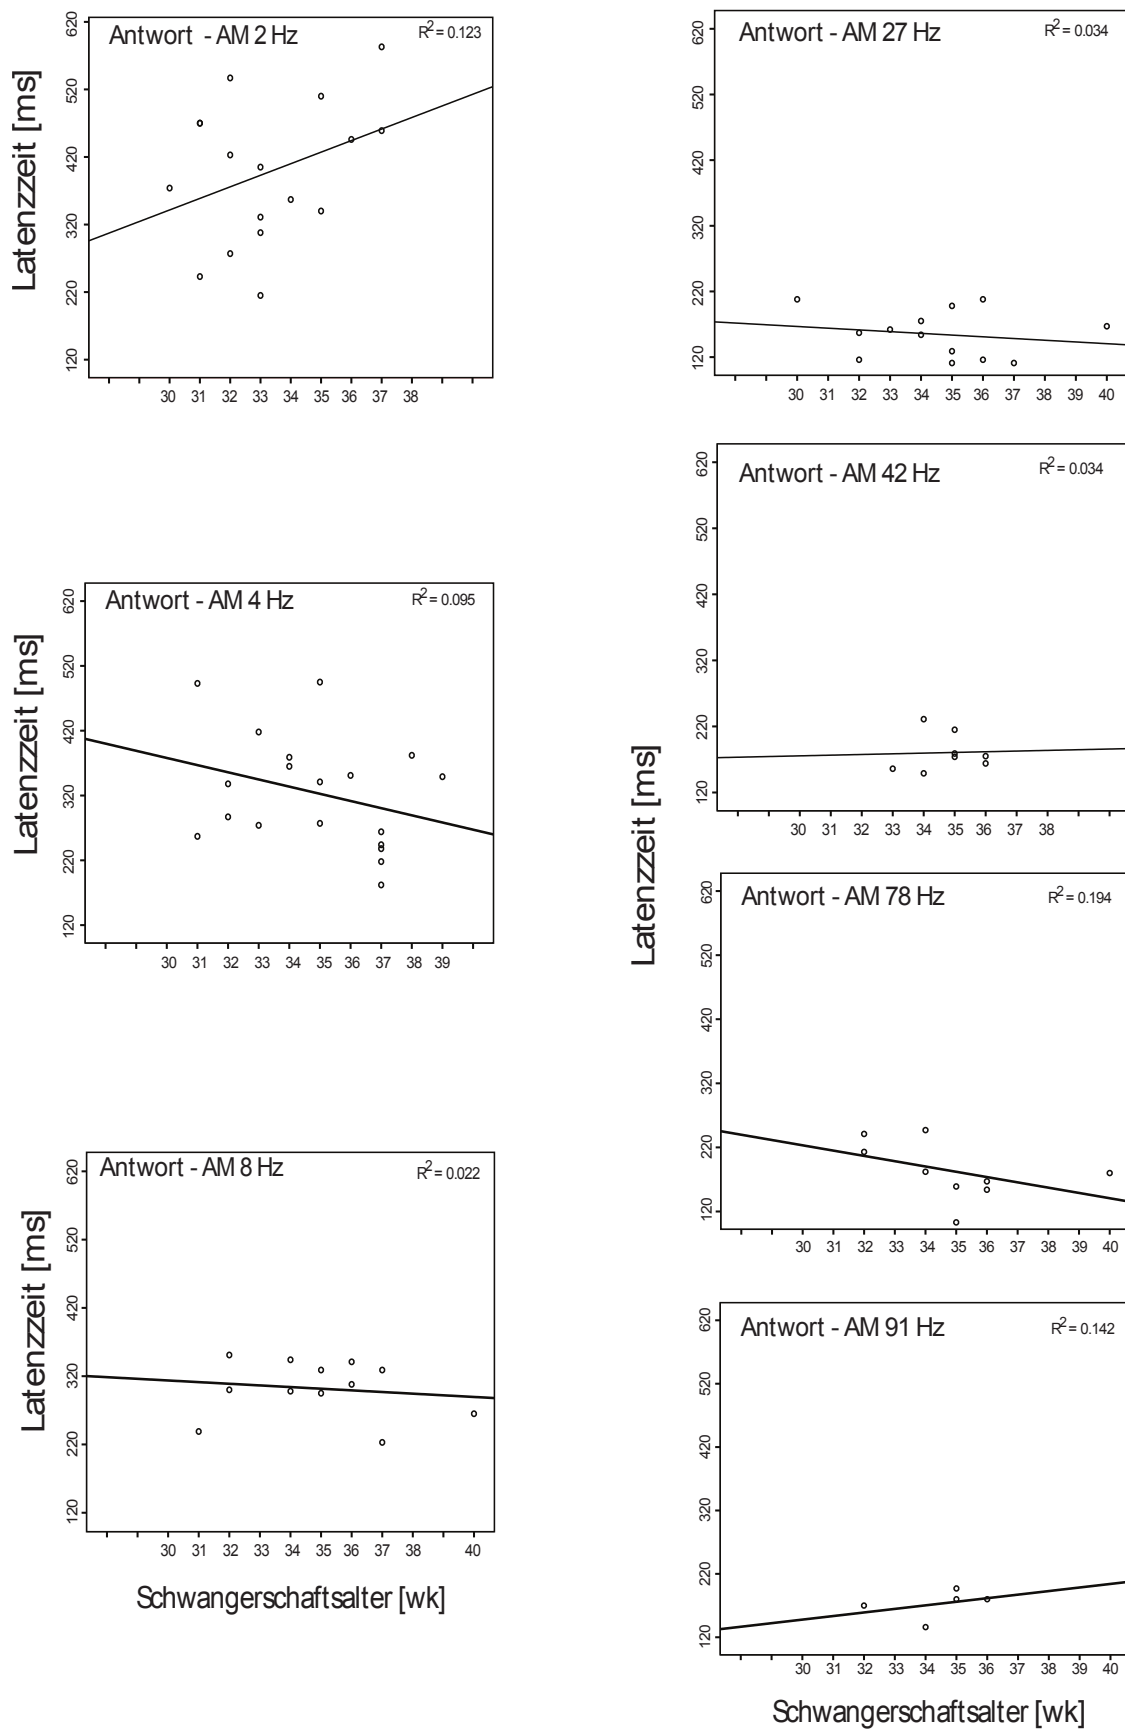 Antwort - AM 2 Hz
R2 = 0.123
Latenzzeit [ms]
620
520
420
320
220
120
30 31 32 33 34 35 36 37 38
Antwort - AM 4 Hz
R2 = 0.095
Latenzzeit [ms]
620
520
420
320
220
120
30 31 32 33 34 35 36 37 38 39
Antwort - AM 8 Hz
R2 = 0.022
Latenzzeit [ms]
620
520
420
320
220
120
30 31 32 33 34 35 36 37 40
Schwangerschaftsalter [wk]
Antwort - AM 27 Hz
R2 = 0.034
620
520
420
320
220
120
30 31 32 33 34 35 36 37 38 39 40
Antwort - AM 42 Hz
R2 = 0.034
620
520
420
320
220
120
30 31 32 33 34 35 36 37 38
Latenzzeit [ms]
Antwort - AM 78 Hz
R2 = 0.194
620
520
420
320
220
120
30 31 32 33 34 35 36 37 38 39 40
Antwort - AM 91 Hz
R2 = 0.142
620
520
420
320
220
120
30 31 32 33 34 35 36 37 38 39 40
Schwangerschaftsalter [wk]